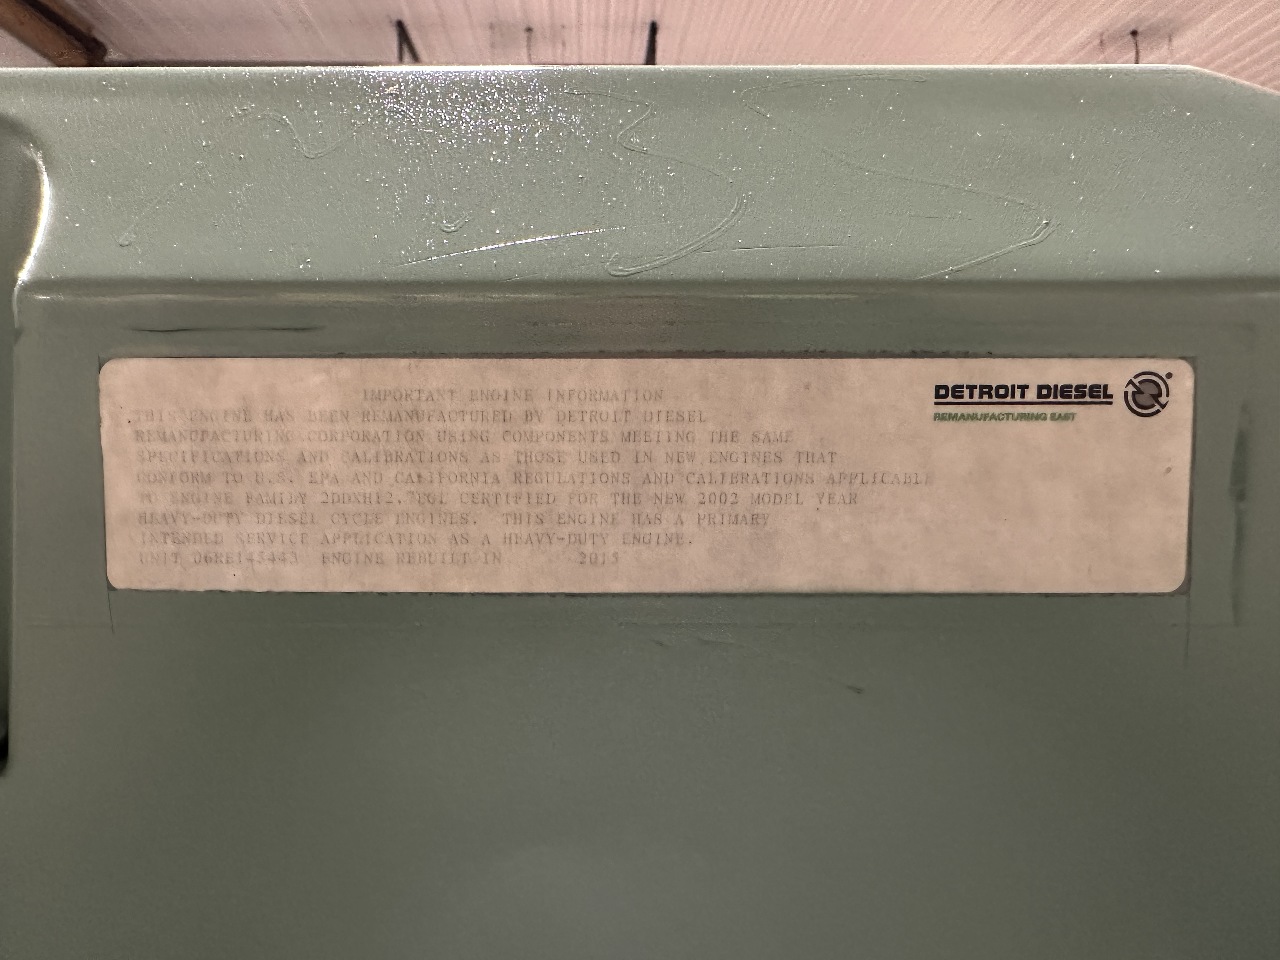 IMPORTANT ENGINE INFORMATION
THIS ENGINE HAS BEEN REMANUFACTURED BY DETROIT DIESEL
REMANUFACTURING CORPORATION USING COMPONENTS MEETING THE SAME
SPECIFICATIONS AND CALIBRATIONS AS THOSE USED IN NEW ENGINES THAT
CONFORM TO U.S. EPA AND CALIFORNIA REGULATIONS AND CALIBRATIONS APPLICABLE
TO ENGINE FAMILY 2DDXH12.7EGL CERTIFIED FOR THE NEW 2002 MODEL YEAR
HEAVY-DUTY DIESEL CYCLE ENGINES. THIS ENGINE HAS A PRIMARY
INTENDED SERVICE APPLICATION AS A HEAVY-DUTY ENGINE.
UNIT 06RE145443 ENGINE REBUILT IN 2015
DETROIT DIESEL
REMANUFACTURING EAST